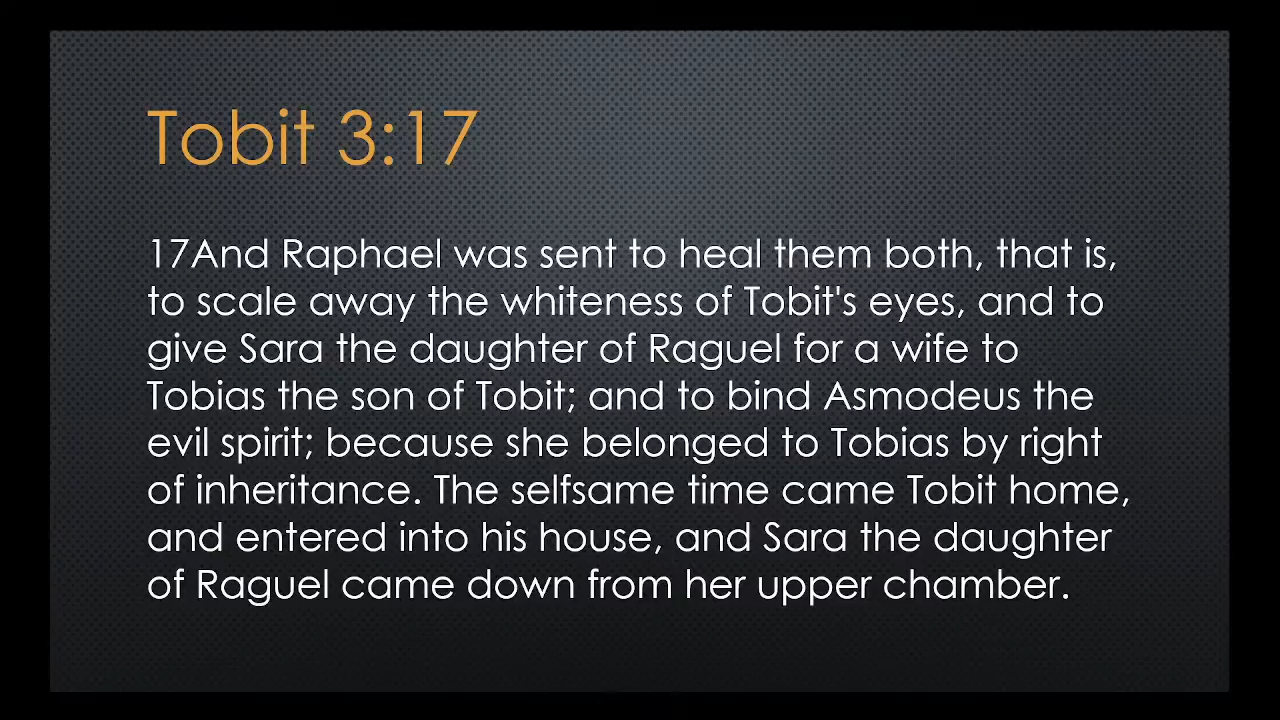 Tobit 3:17
17And Raphael was sent to heal them both, that is,
to scale away the whiteness of Tobit's eyes, and to
give Sara the daughter of Raguel for a wife to
Tobias the son of Tobit; and to bind Asmodeus the
evil spirit; because she belonged to Tobias by right
of inheritance. The selfsame time came Tobit home,
and entered into his house, and Sara the daughter
of Raguel came down from her upper chamber.